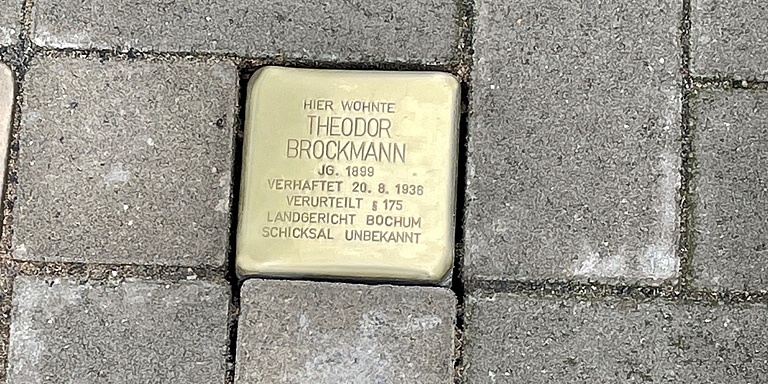 HIER WOHNTE
THEODOR
BROCKMANN
JG. 1899
VERHAFTET 20. 8. 1936
VERURTEILT § 175
LANDGERICHT BOCHUM
SCHICKSAL UNBEKANNT